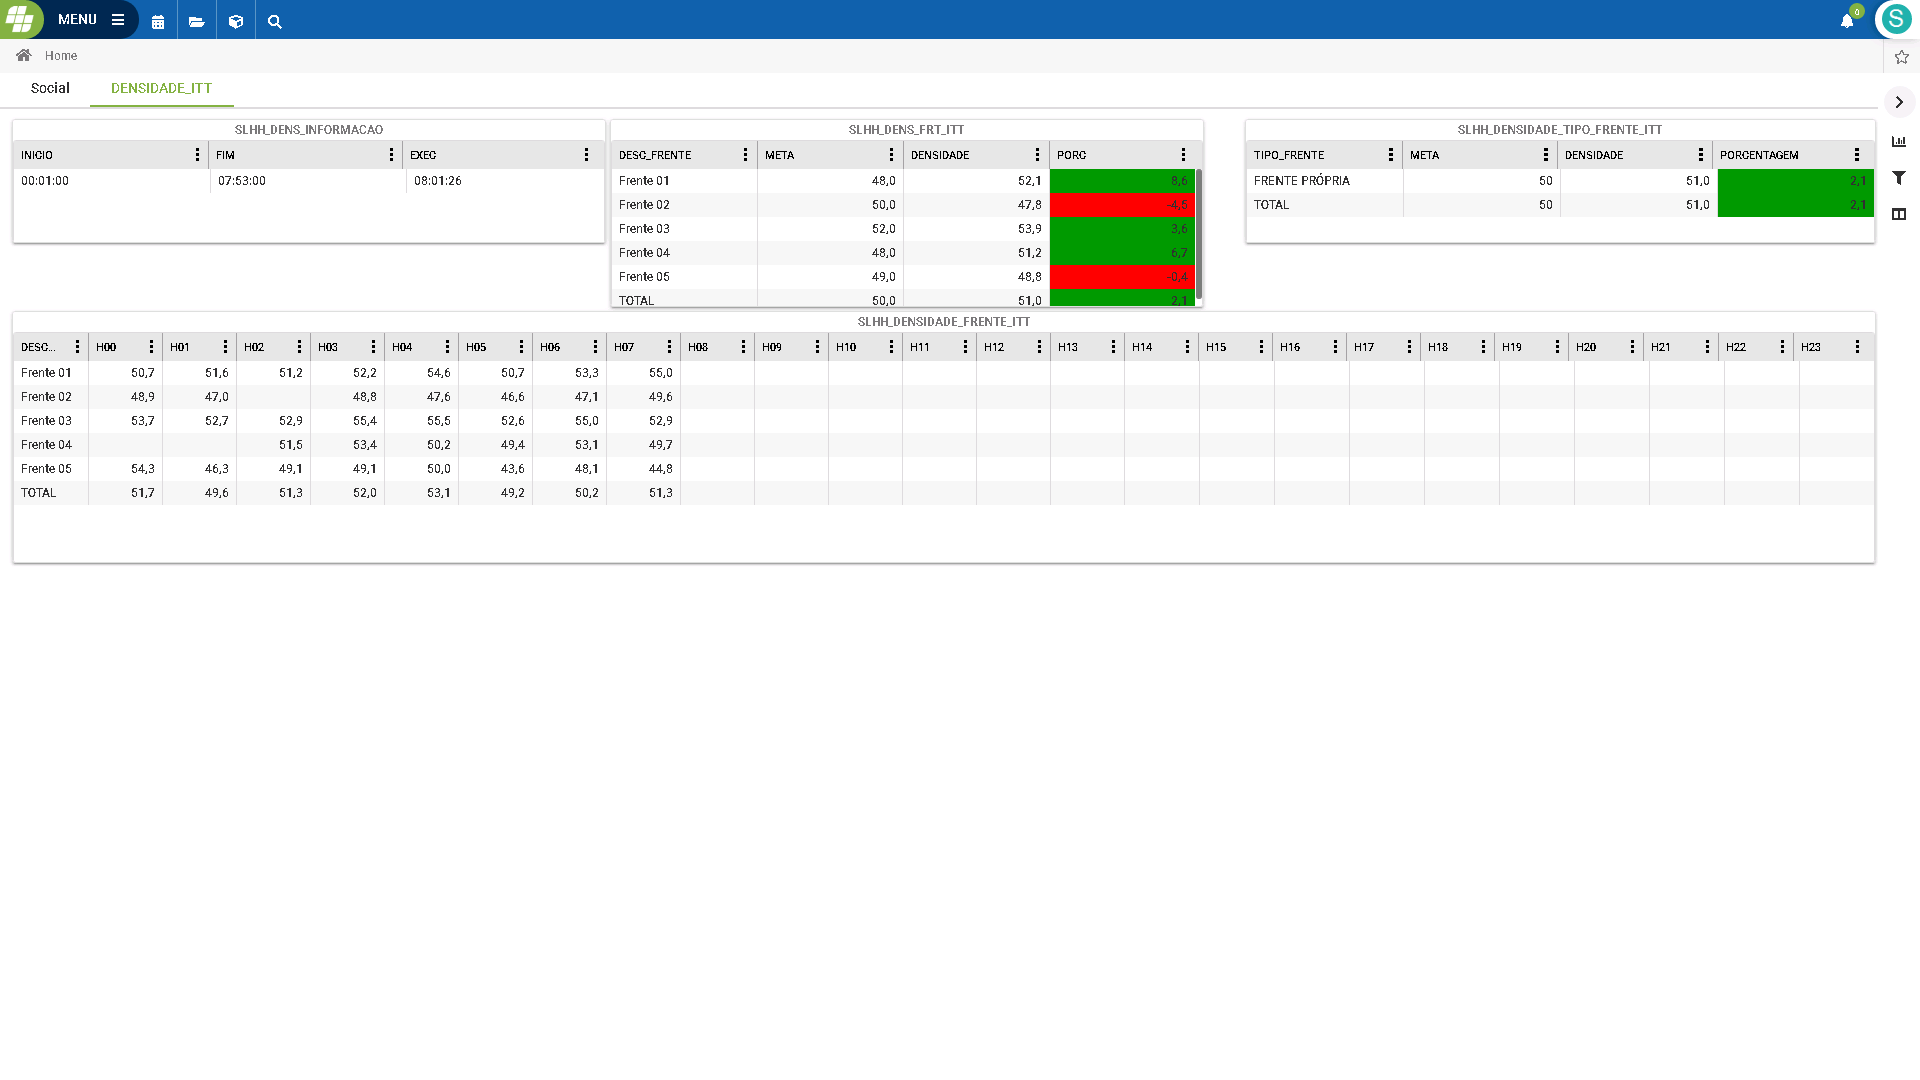 MENU
0
S
Home
Social DENSIDADE_ITT
SLHH_DENS_INFORMACAO
INICIO FIM EXEC
00:01:00 07:53:00 08:01:26
SLHH_DENS_FRT_ITT
DESC_FRENTE META DENSIDADE PORC
Frente 01 48,0 52,1 8,6
Frente 02 50,0 47,8 -4,5
Frente 03 52,0 53,9 3,6
Frente 04 48,0 51,2 6,7
Frente 05 49,0 48,8 -0,4
TOTAL 50,0 51,0 2,1
SLHH_DENSIDADE_TIPO_FRENTE_ITT
TIPO_FRENTE META DENSIDADE PORCENTAGEM
FRENTE PRÓPRIA 50 51,0 2,1
TOTAL 50 51,0 2,1
SLHH_DENSIDADE_FRENTE_ITT
DESC... H00 H01 H02 H03 H04 H05 H06 H07 H08 H09 H10 H11 H12 H13 H14 H15 H16 H17 H18 H19 H20 H21 H22 H23
Frente 01 50,7 51,6 51,2 52,2 54,6 50,7 53,3 55,0
Frente 02 48,9 47,0 48,8 47,6 46,6 47,1 49,6
Frente 03 53,7 52,7 52,9 55,4 55,5 52,6 55,0 52,9
Frente 04 51,5 53,4 50,2 49,4 53,1 49,7
Frente 05 54,3 46,3 49,1 49,1 50,0 43,6 48,1 44,8
TOTAL 51,7 49,6 51,3 52,0 53,1 49,2 50,2 51,3